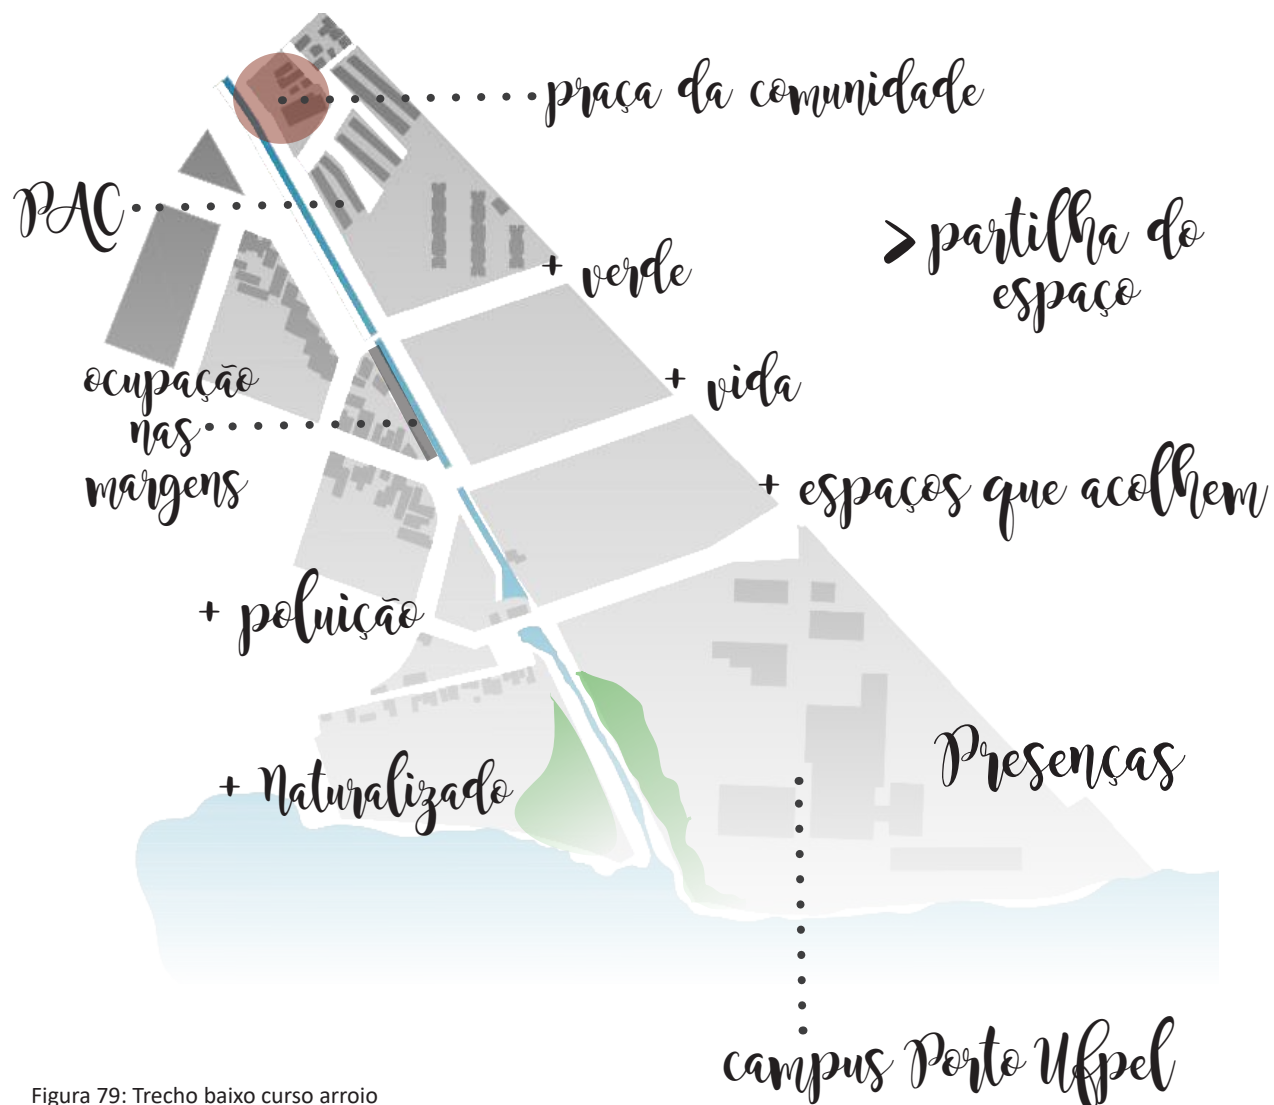 praça da comunidade
PAC
> partilha do
espaço
+ verde
ocupação
nas
margens
+ vida
+ espaços que acolhem
+ poluição
+ Naturalizado
Presenças
campus Porto Ufpel
Figura 79: Trecho baixo curso arroio